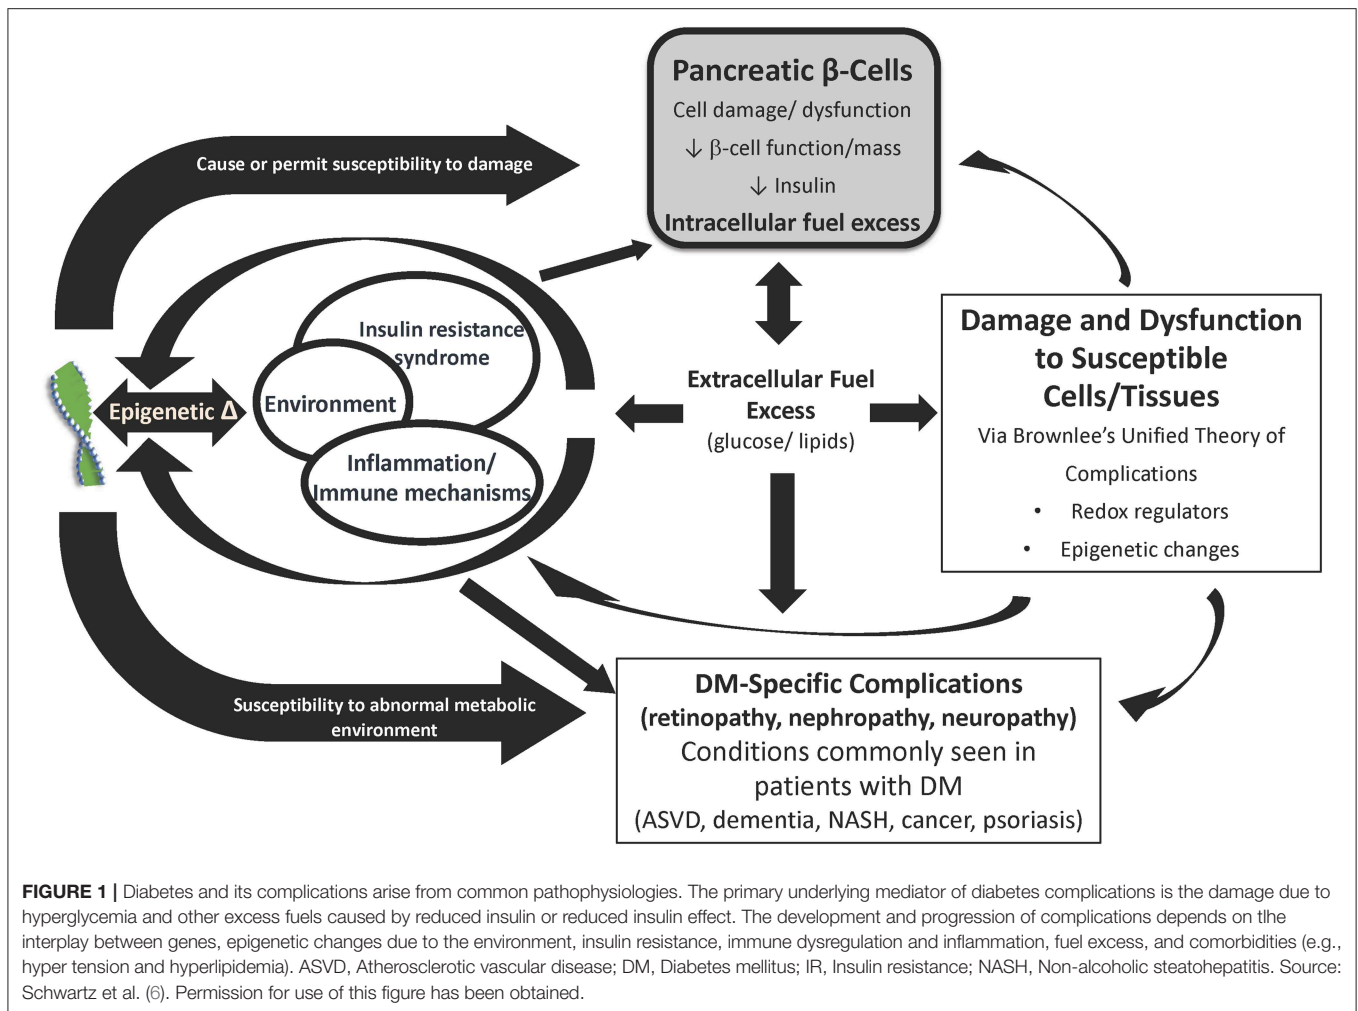 Pancreatic β-Cells
Cell damage/ dysfunction
↓ β-cell function/mass
↓ Insulin
Intracellular fuel excess
Cause or permit susceptibility to damage
Insulin resistance
syndrome
Environment
Inflammation/
Immune mechanisms
Epigenetic Δ
Extracellular Fuel
Excess
(glucose/ lipids)
Damage and Dysfunction
to Susceptible
Cells/Tissues
Via Brownlee’s Unified Theory of
Complications
• Redox regulators
• Epigenetic changes
Susceptibility to abnormal metabolic
environment
DM-Specific Complications
(retinopathy, nephropathy, neuropathy)
Conditions commonly seen in
patients with DM
(ASVD, dementia, NASH, cancer, psoriasis)
FIGURE 1 | Diabetes and its complications arise from common pathophysiologies. The primary underlying mediator of diabetes complications is the damage due to
hyperglycemia and other excess fuels caused by reduced insulin or reduced insulin effect. The development and progression of complications depends on tlhe
interplay between genes, epigenetic changes due to the environment, insulin resistance, immune dysregulation and inflammation, fuel excess, and comorbidities (e.g.,
hyper tension and hyperlipidemia). ASVD, Atherosclerotic vascular disease; DM, Diabetes mellitus; IR, Insulin resistance; NASH, Non-alcoholic steatohepatitis. Source:
Schwartz et al. (6). Permission for use of this figure has been obtained.